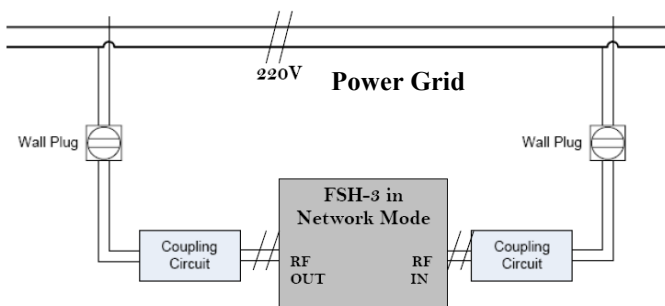 220V
Power Grid
Wall Plug
Wall Plug
FSH-3 in
Network Mode
RF
OUT
RF
IN
Coupling
Circuit
Coupling
Circuit